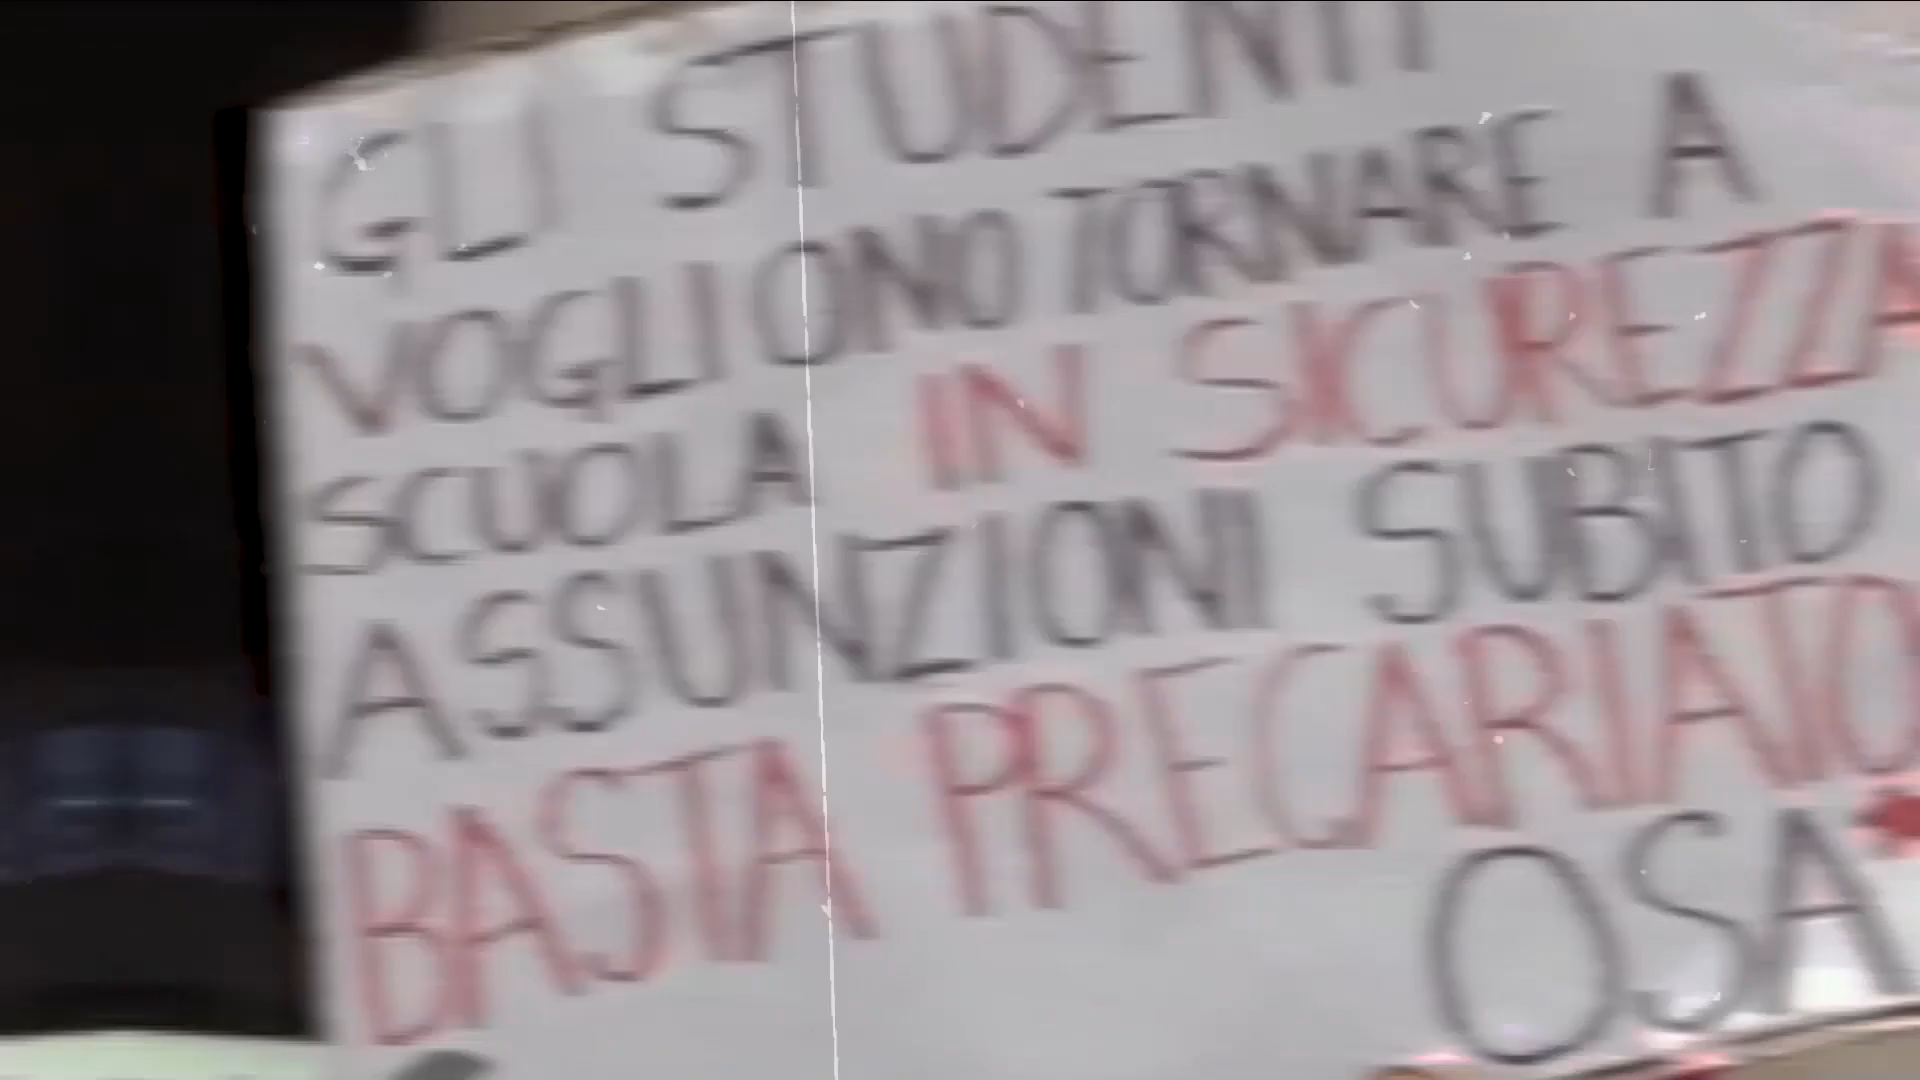 GLI STUDENTI
VOGLIONO TORNARE A
SCUOLA IN SICUREZZA
ASSUNZIONI SUBITO
BASTA PRECARIATO
OSA